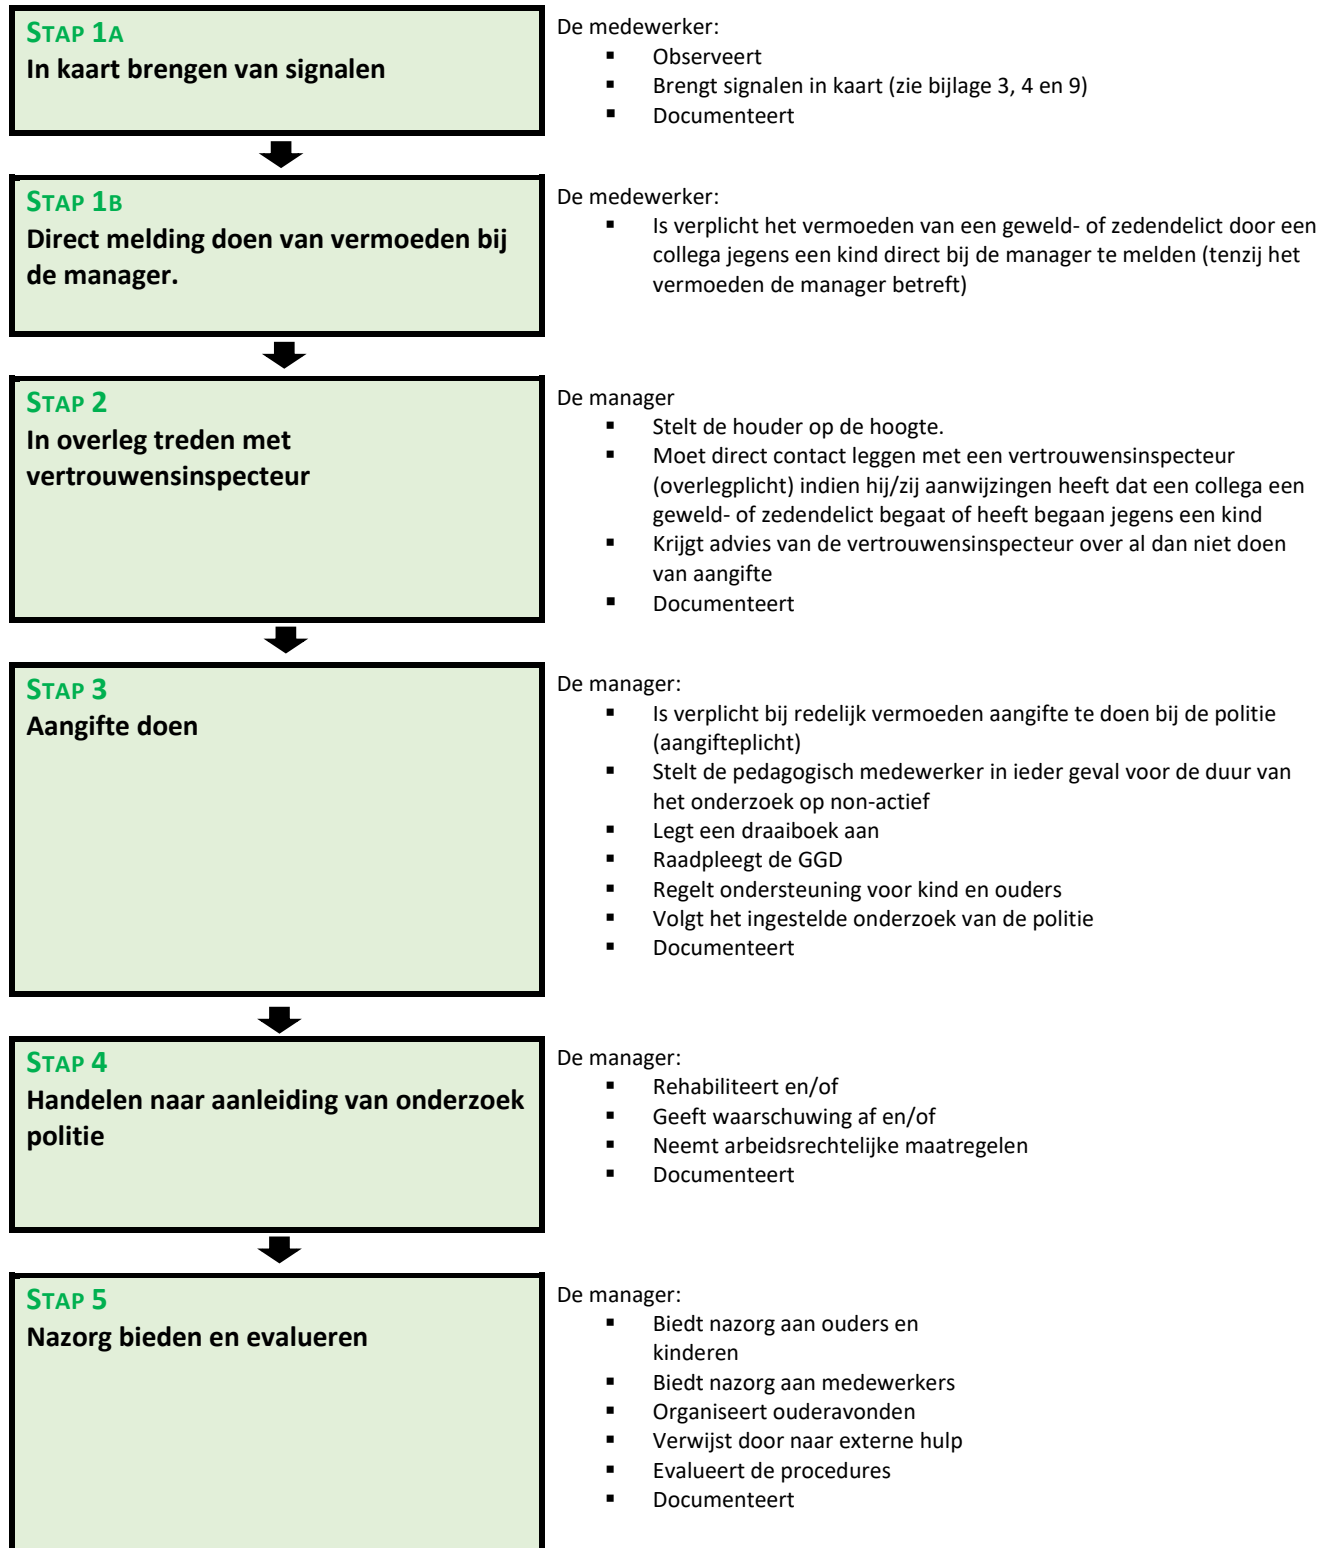 STAP 1A
In kaart brengen van signalen
De medewerker:
▪ Observeert
▪ Brengt signalen in kaart (zie bijlage 3, 4 en 9)
▪ Documenteert
STAP 1B
Direct melding doen van vermoeden bij
de manager.
De medewerker:
▪ Is verplicht het vermoeden van een geweld- of zedendelict door een
collega jegens een kind direct bij de manager te melden (tenzij het
vermoeden de manager betreft)
STAP 2
In overleg treden met
vertrouwensinspecteur
De manager
▪ Stelt de houder op de hoogte.
▪ Moet direct contact leggen met een vertrouwensinspecteur
(overlegplicht) indien hij/zij aanwijzingen heeft dat een collega een
geweld- of zedendelict begaat of heeft begaan jegens een kind
▪ Krijgt advies van de vertrouwensinspecteur over al dan niet doen
van aangifte
▪ Documenteert
STAP 3
Aangifte doen
De manager:
▪ Is verplicht bij redelijk vermoeden aangifte te doen bij de politie
(aangifteplicht)
▪ Stelt de pedagogisch medewerker in ieder geval voor de duur van
het onderzoek op non-actief
▪ Legt een draaiboek aan
▪ Raadpleegt de GGD
▪ Regelt ondersteuning voor kind en ouders
▪ Volgt het ingestelde onderzoek van de politie
▪ Documenteert
STAP 4
Handelen naar aanleiding van onderzoek
politie
De manager:
▪ Rehabiliteert en/of
▪ Geeft waarschuwing af en/of
▪ Neemt arbeidsrechtelijke maatregelen
▪ Documenteert
STAP 5
Nazorg bieden en evalueren
De manager:
▪ Biedt nazorg aan ouders en
kinderen
▪ Biedt nazorg aan medewerkers
▪ Organiseert ouderavonden
▪ Verwijst door naar externe hulp
▪ Evalueert de procedures
▪ Documenteert